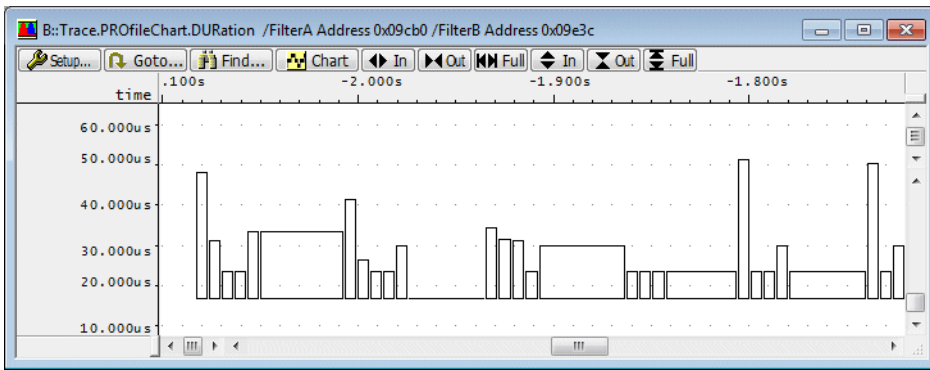 B::Trace.PROfileChart.DURation /FilterA Address 0x09cb0 /FilterB Address 0x09e3c
Setup... Goto... Find... Chart In Out Full In Out Full
.100s -2.000s -1.900s -1.800s
time
60.000us
50.000us
40.000us
30.000us
20.000us
10.000us